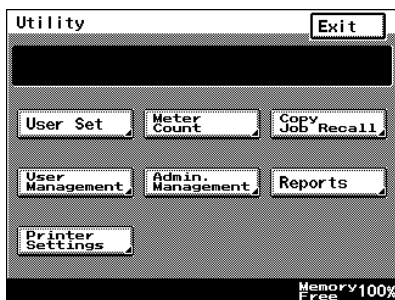 Utility
Exit
User Set
Meter
Count
Copy
Job Recall
User
Management
Admin.
Management
Reports
Printer
Settings
Memory
Free 100%